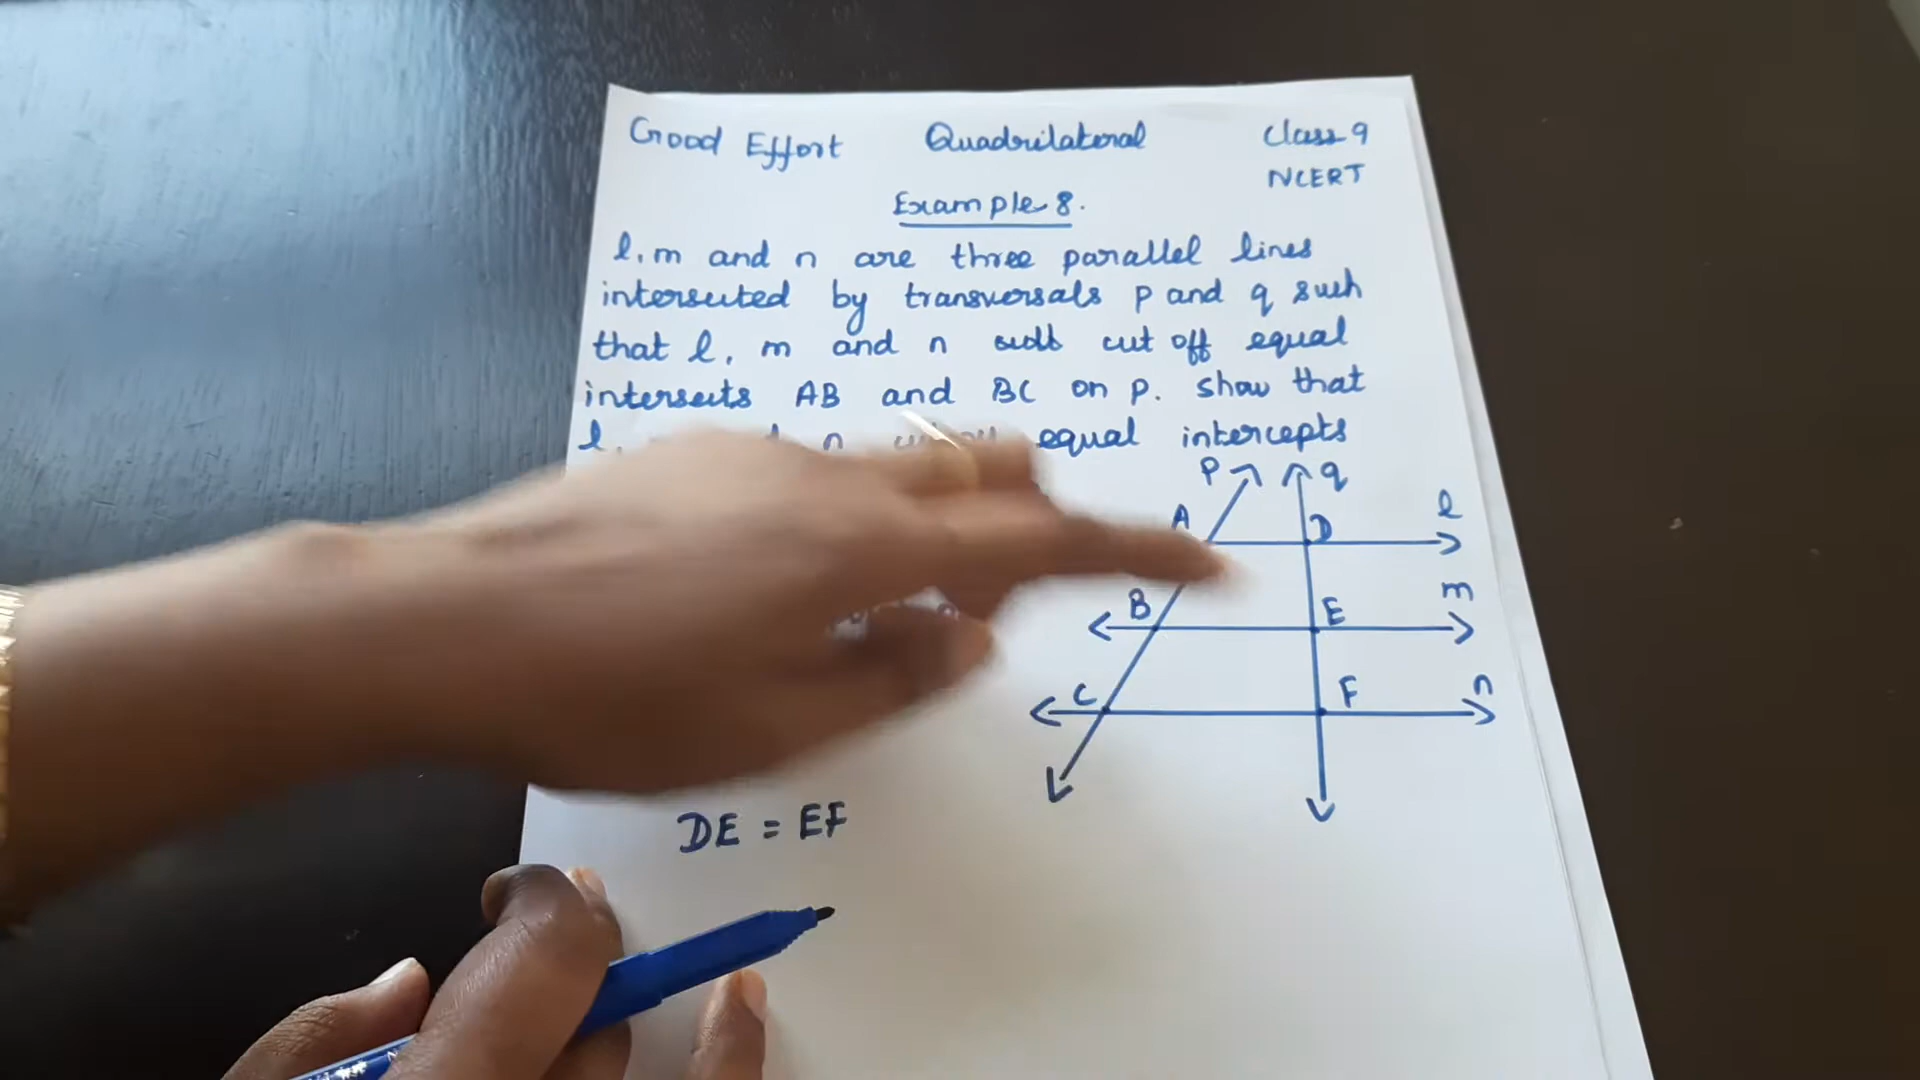 Good Effort Quadrilateral Class 9
NCERT
Example 8.
l, m and n are three parallel lines
intersected by transversals p and q such
that l, m and n cut off equal
intersects AB and BC on p. show that
l, n equal intercepts
P q
A D l
B E m
C F n
DE = EF